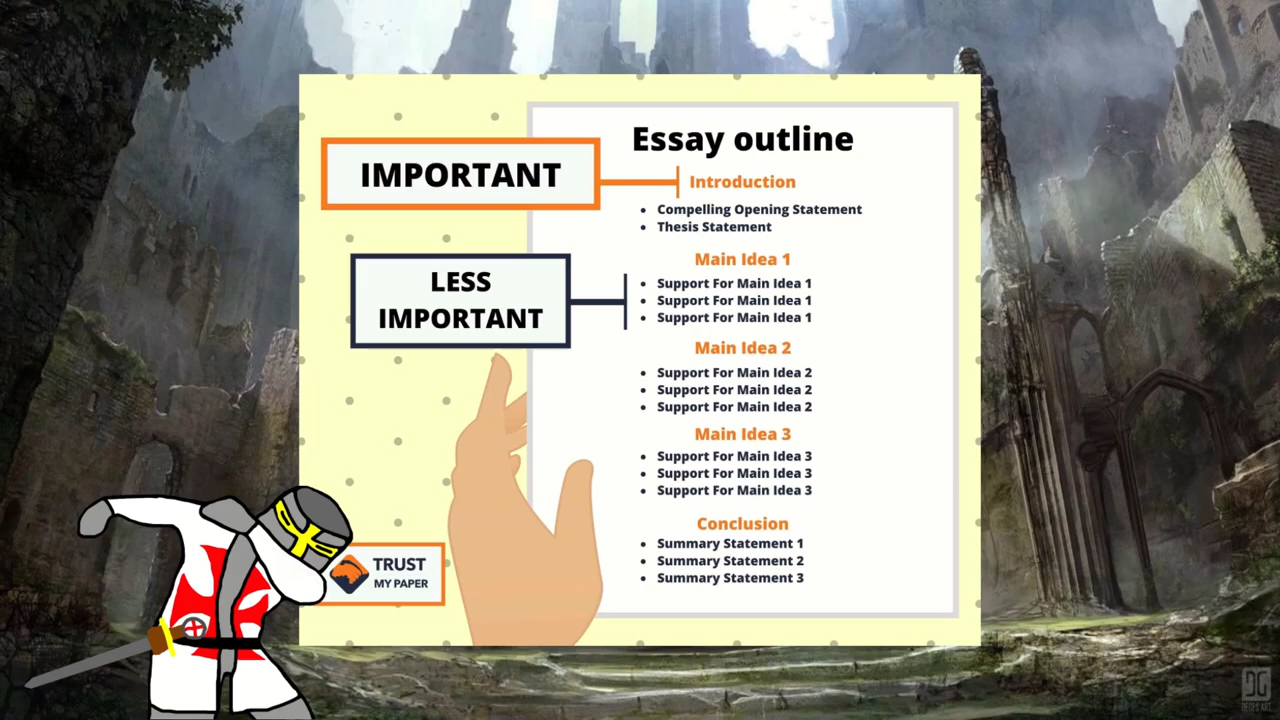 Essay outline
IMPORTANT
Introduction
• Compelling Opening Statement
• Thesis Statement
LESS
IMPORTANT
Main Idea 1
• Support For Main Idea 1
• Support For Main Idea 1
• Support For Main Idea 1
Main Idea 2
• Support For Main Idea 2
• Support For Main Idea 2
• Support For Main Idea 2
Main Idea 3
• Support For Main Idea 3
• Support For Main Idea 3
• Support For Main Idea 3
Conclusion
• Summary Statement 1
• Summary Statement 2
• Summary Statement 3
TRUST
MY PAPER
DG